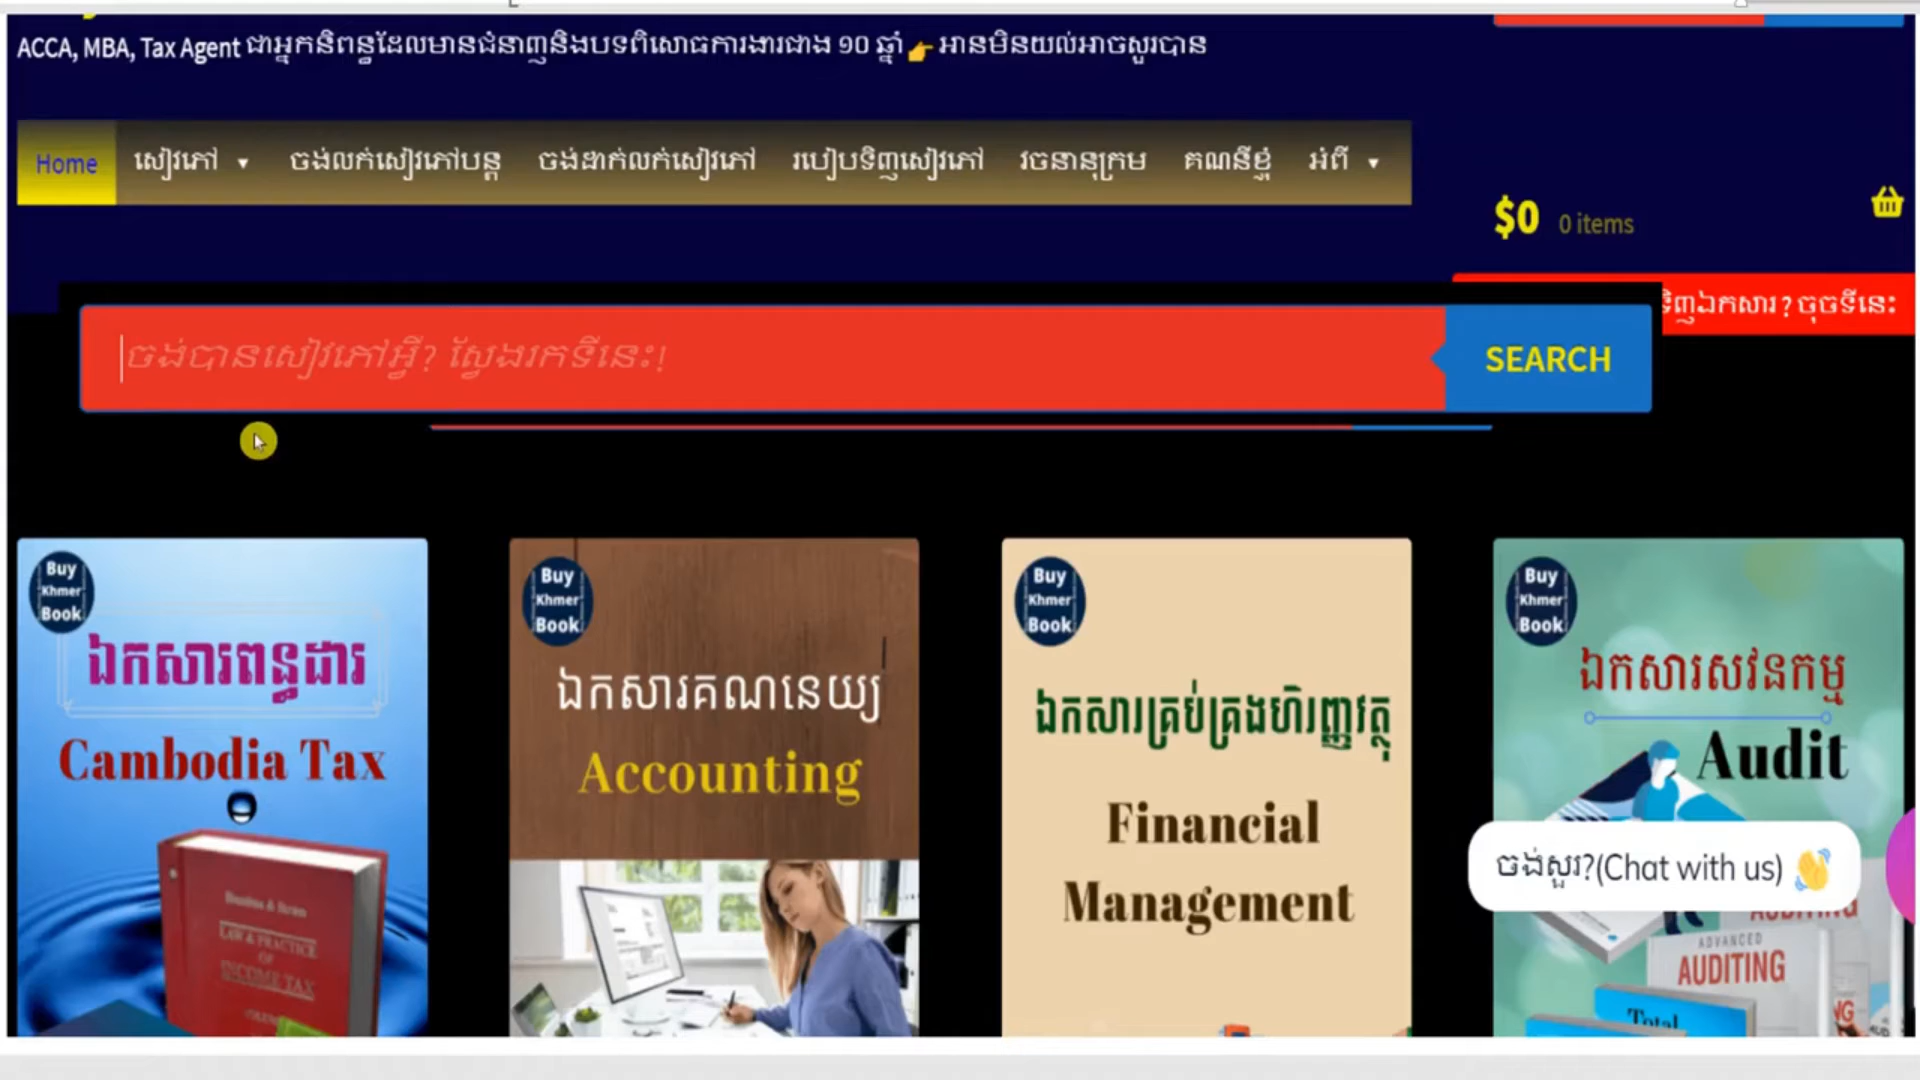 ACCA, MBA, Tax Agent ជាអ្នកនិពន្ធដែលមានជំនាញនិងបទពិសោធការងារជាង ១០ ឆ្នាំ 👉 អានមិនយល់អាចសួរបាន
Home សៀវភៅ ▼ ចង់លក់សៀវភៅបន្ត ចង់ដាក់លក់សៀវភៅ របៀបទិញសៀវភៅ វចនានុក្រម គណនីខ្ញុំ អំពី ▼
$0 0 items
ទិញឯកសារ ? ចុចទីនេះ
ចង់បានសៀវភៅអ្វី? ស្វែងរកទីនេះ!
SEARCH
Buy
Khmer
Book
ឯកសារពន្ធដារ
Cambodia Tax
LAW & PRACTICE
OF
INCOME TAX
Buy
Khmer
Book
ឯកសារគណនេយ្យ
Accounting
Buy
Khmer
Book
ឯកសារគ្រប់គ្រងហិរញ្ញវត្ថុ
Financial
Management
Buy
Khmer
Book
ឯកសារសវនកម្ម
Audit
ចង់សួរ?(Chat with us) 👋
AUDITING
ADVANCED
AUDITING
Total